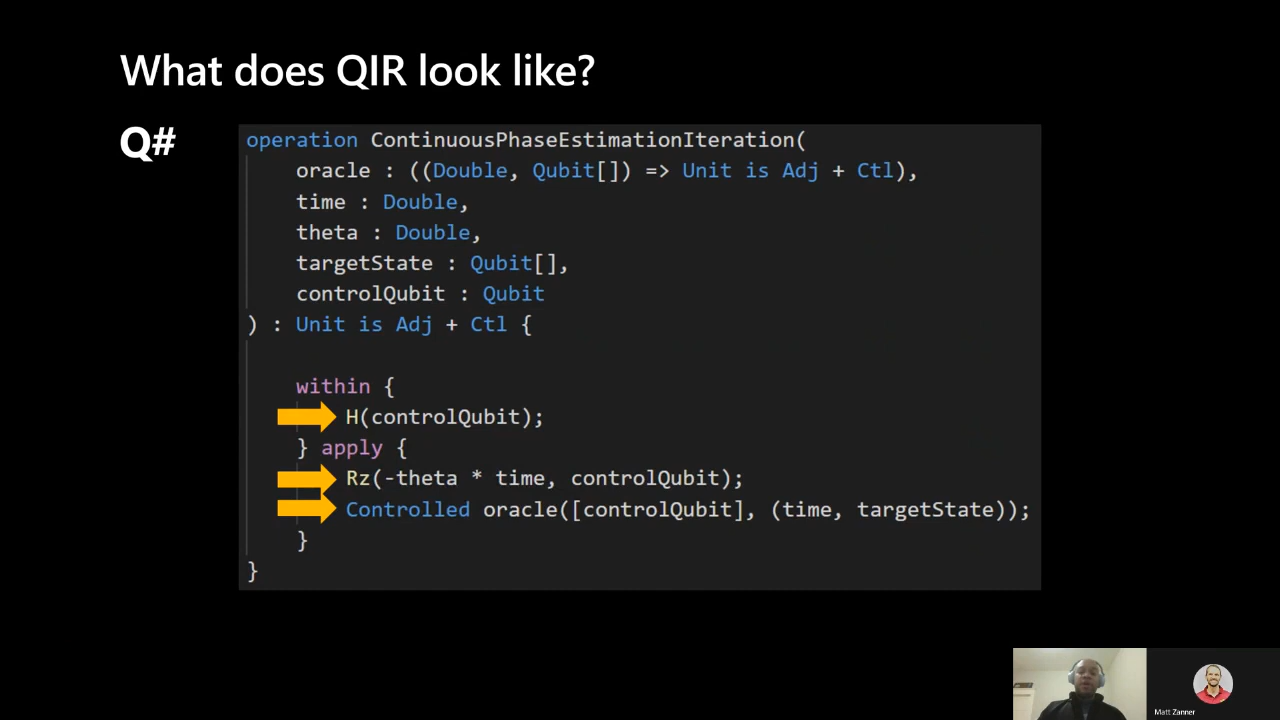 What does QIR look like?
Q#
operation ContinuousPhaseEstimationIteration(
oracle : ((Double, Qubit[]) => Unit is Adj + Ctl),
time : Double,
theta : Double,
targetState : Qubit[],
controlQubit : Qubit
) : Unit is Adj + Ctl {
within {
H(controlQubit);
} apply {
Rz(-theta * time, controlQubit);
Controlled oracle([controlQubit], (time, targetState));
}
}
Matt Zanner